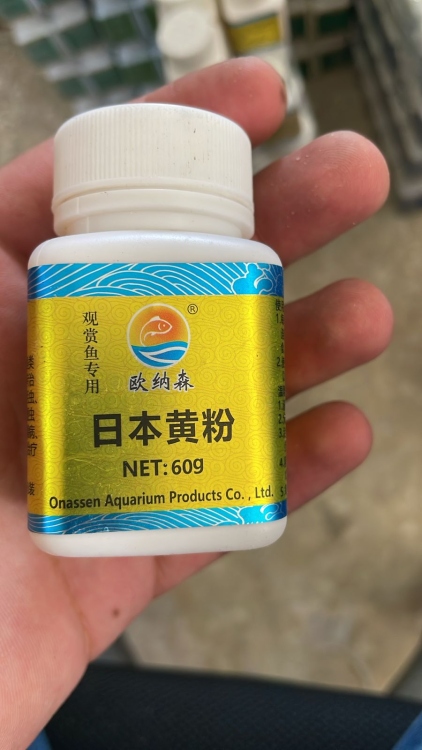 观赏鱼专用
®
欧纳森
日本黄粉
NET: 60g
Onassen Aquarium Products Co. , Ltd.